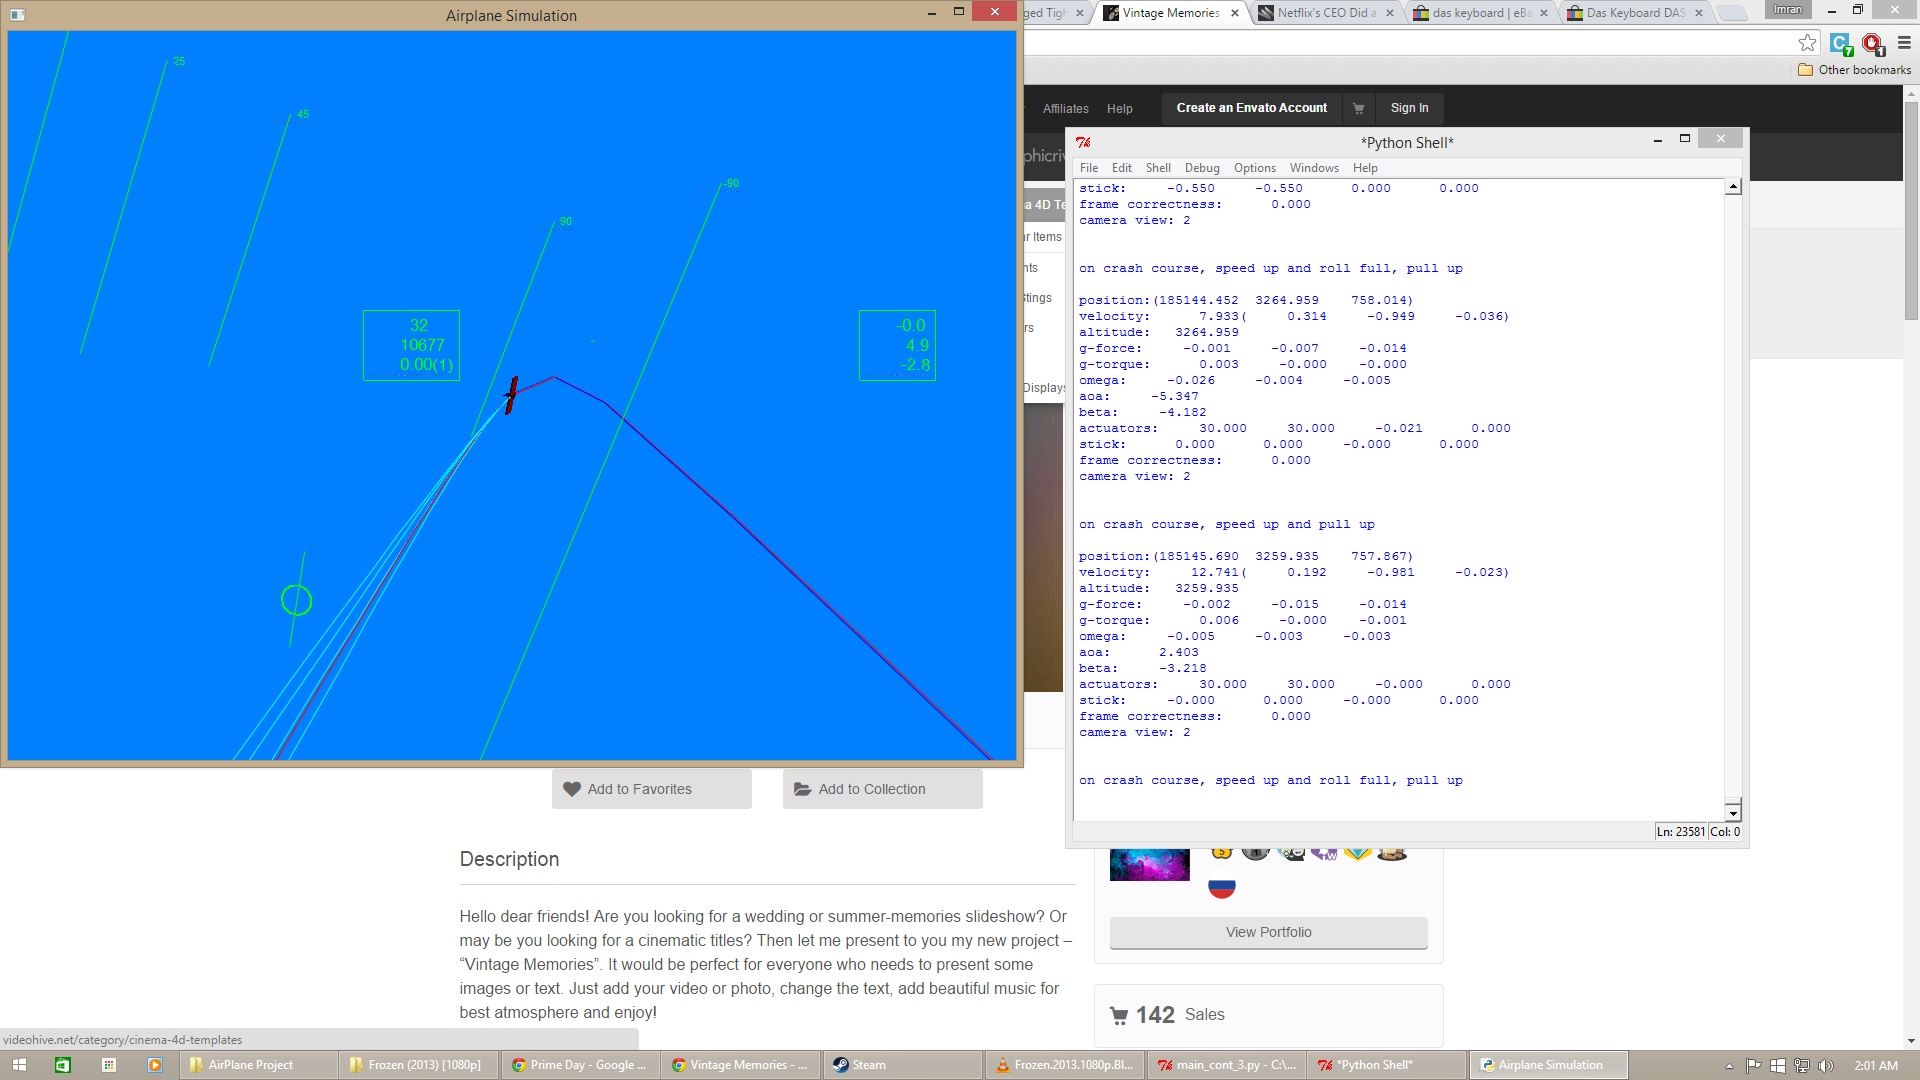 Airplane Simulation
25
45
-90
90
32
10677
0.00(1)
-0.0
4.9
-2.8
ged Tigh
Vintage Memories
Netflix's CEO Did a
das keyboard | eBa
Das Keyboard DAS
Imran
7
1
Other bookmarks
Affiliates
Help
Create an Envato Account
Sign In
phicriv
a 4D Te
ar Items
nts
Stings
rs
Displays
*Python Shell*
File Edit Shell Debug Options Windows Help
stick: -0.550 -0.550 0.000 0.000
frame correctness: 0.000
camera view: 2
on crash course, speed up and roll full, pull up
position:(185144.452 3264.959 758.014)
velocity: 7.933( 0.314 -0.949 -0.036)
altitude: 3264.959
g-force: -0.001 -0.007 -0.014
g-torque: 0.003 -0.000 -0.000
omega: -0.026 -0.004 -0.005
aoa: -5.347
beta: -4.182
actuators: 30.000 30.000 -0.021 0.000
stick: 0.000 0.000 -0.000 0.000
frame correctness: 0.000
camera view: 2
on crash course, speed up and pull up
position:(185145.690 3259.935 757.867)
velocity: 12.741( 0.192 -0.981 -0.023)
altitude: 3259.935
g-force: -0.002 -0.015 -0.014
g-torque: 0.006 -0.000 -0.001
omega: -0.005 -0.003 -0.003
aoa: 2.403
beta: -3.218
actuators: 30.000 30.000 -0.000 0.000
stick: -0.000 0.000 -0.000 0.000
frame correctness: 0.000
camera view: 2
on crash course, speed up and roll full, pull up
Ln: 23581 Col: 0
Add to Favorites
Add to Collection
Description
Hello dear friends! Are you looking for a wedding or summer-memories slideshow? Or
may be you looking for a cinematic titles? Then let me present to you my new project –
“Vintage Memories”. It would be perfect for everyone who needs to present some
images or text. Just add your video or photo, change the text, add beautiful music for
best atmosphere and enjoy!
View Portfolio
142 Sales
videohive.net/category/cinema-4d-templates
AirPlane Project
Frozen (2013) [1080p]
Prime Day - Google ...
Vintage Memories - ...
Steam
Frozen.2013.1080p.Bl...
main_cont_3.py - C:\...
*Python Shell*
Airplane Simulation
2:01 AM